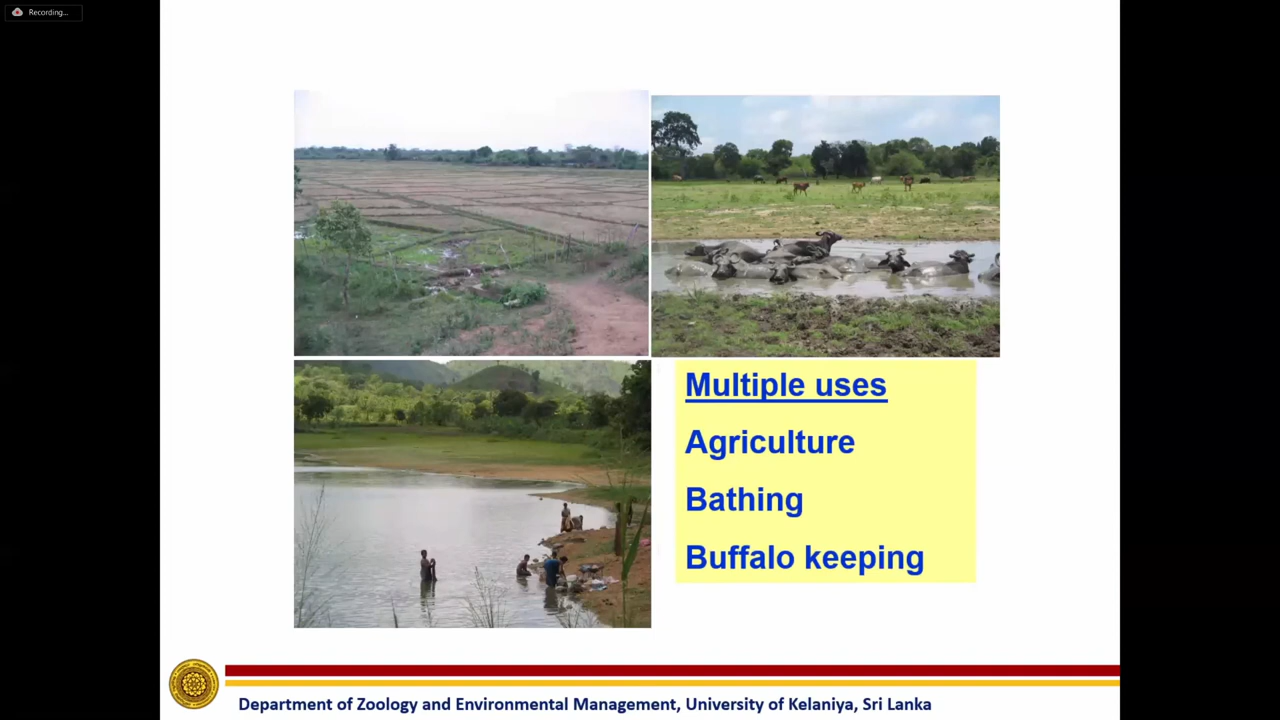 Recording...
Multiple uses
Agriculture
Bathing
Buffalo keeping
Department of Zoology and Environmental Management, University of Kelaniya, Sri Lanka